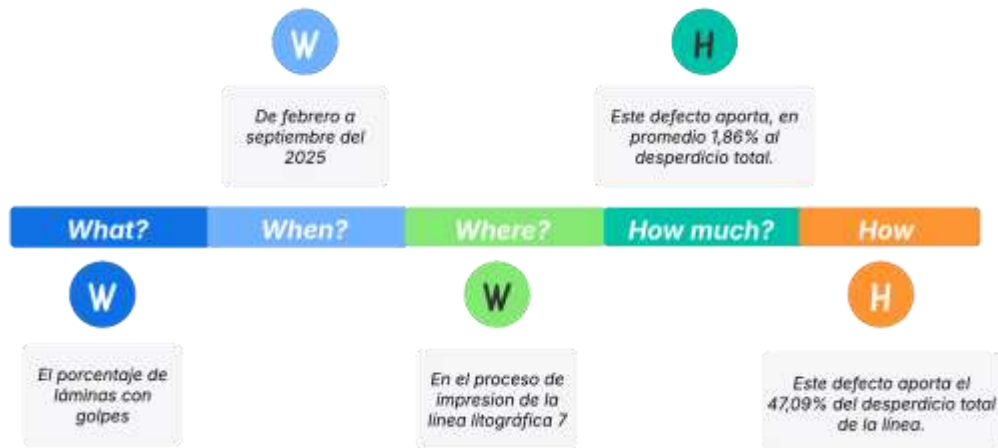 W
H
De febrero a
septiembre del
2025
Este defecto aporta, en
promedio 1,86% al
desperdicio total.
What?
When?
Where?
How much?
How
W
W
H
El porcentaje de
láminas con
golpes
En el proceso de
impresion de la
línea litográfica 7
Este defecto aporta el
47,09% del desperdicio total
de la línea.